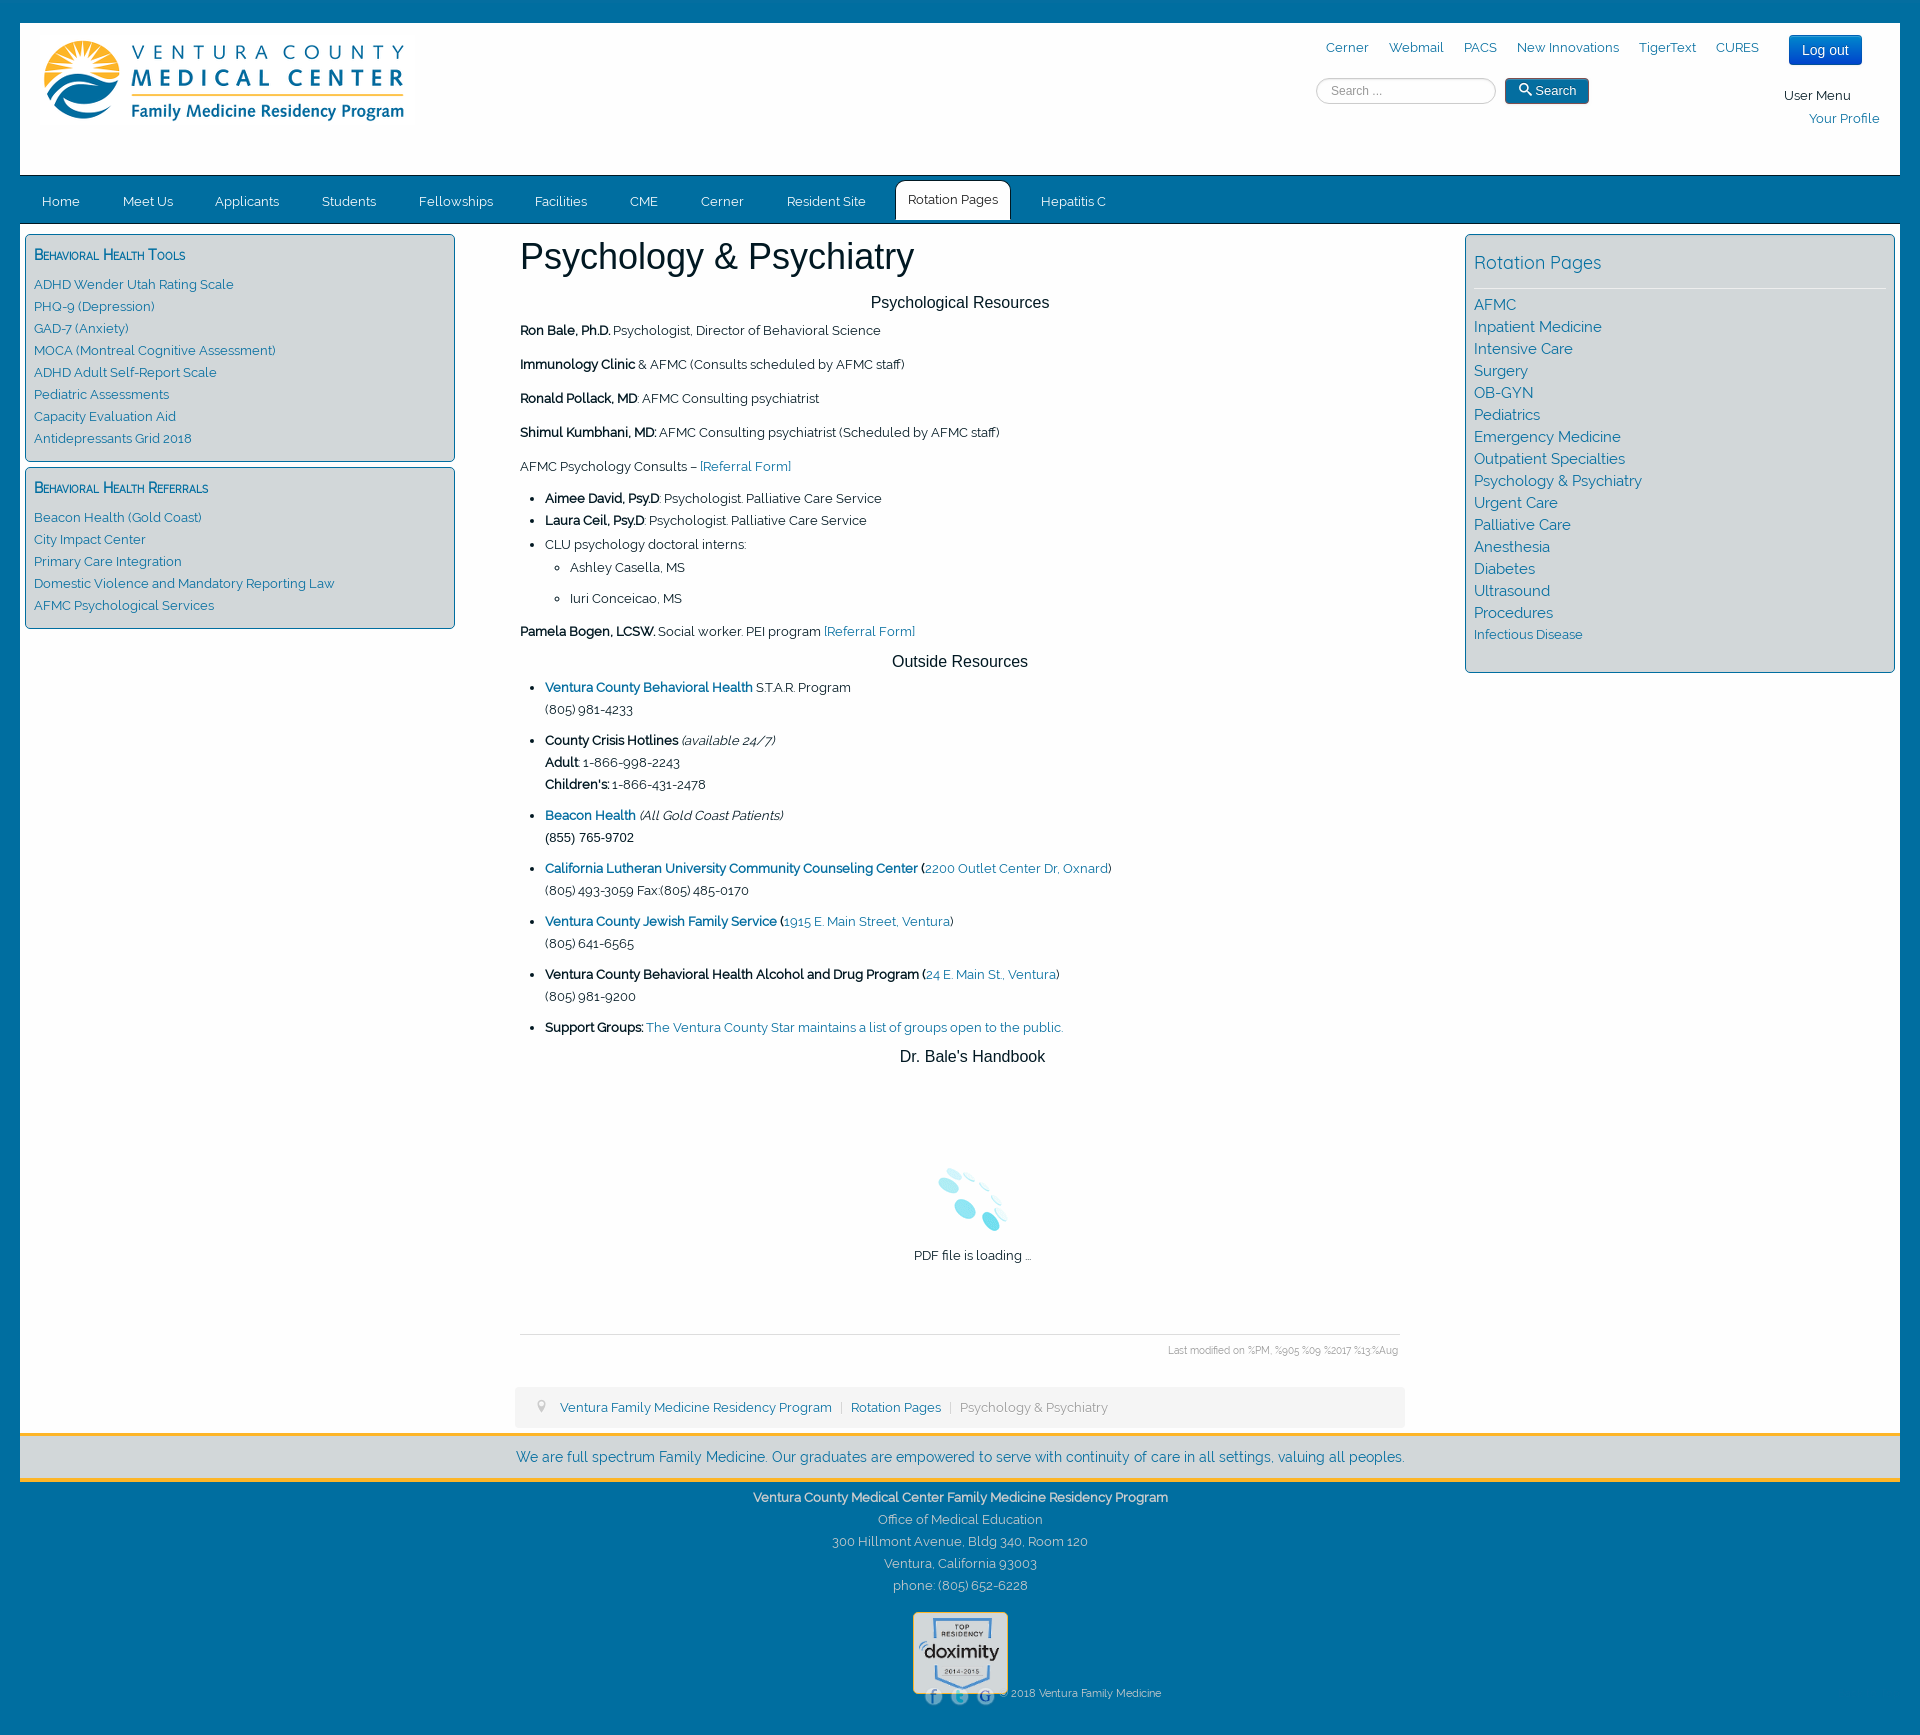 VENTURA COUNTY
MEDICAL CENTER
Family Medicine Residency Program
Cerner Webmail PACS New Innovations TigerText CURES
Log out
Search ...
Search
User Menu
Your Profile
Home Meet Us Applicants Students Fellowships Facilities CME Cerner Resident Site Rotation Pages Hepatitis C
Behavioral Health Tools
ADHD Wender Utah Rating Scale
PHQ-9 (Depression)
GAD-7 (Anxiety)
MOCA (Montreal Cognitive Assessment)
ADHD Adult Self-Report Scale
Pediatric Assessments
Capacity Evaluation Aid
Antidepressants Grid 2018
Behavioral Health Referrals
Beacon Health (Gold Coast)
City Impact Center
Primary Care Integration
Domestic Violence and Mandatory Reporting Law
AFMC Psychological Services
Psychology & Psychiatry
Psychological Resources
Ron Bale, Ph.D. Psychologist, Director of Behavioral Science
Immunology Clinic & AFMC (Consults scheduled by AFMC staff)
Ronald Pollack, MD: AFMC Consulting psychiatrist
Shimul Kumbhani, MD: AFMC Consulting psychiatrist (Scheduled by AFMC staff)
AFMC Psychology Consults – [Referral Form]
Aimee David, Psy.D: Psychologist. Palliative Care Service
Laura Ceil, Psy.D: Psychologist. Palliative Care Service
CLU psychology doctoral interns:
Ashley Casella, MS
Iuri Conceicao, MS
Pamela Bogen, LCSW. Social worker. PEI program [Referral Form]
Outside Resources
Ventura County Behavioral Health S.T.A.R. Program
(805) 981-4233
County Crisis Hotlines (available 24/7)
Adult: 1-866-998-2243
Children's: 1-866-431-2478
Beacon Health (All Gold Coast Patients)
(855) 765-9702
California Lutheran University Community Counseling Center (2200 Outlet Center Dr, Oxnard)
(805) 493-3059 Fax:(805) 485-0170
Ventura County Jewish Family Service (1915 E. Main Street, Ventura)
(805) 641-6565
Ventura County Behavioral Health Alcohol and Drug Program (24 E. Main St., Ventura)
(805) 981-9200
Support Groups: The Ventura County Star maintains a list of groups open to the public.
Dr. Bale's Handbook
PDF file is loading ...
Last modified on %PM, %905 %09 %2017 %13:%Aug
Rotation Pages
AFMC
Inpatient Medicine
Intensive Care
Surgery
OB-GYN
Pediatrics
Emergency Medicine
Outpatient Specialties
Psychology & Psychiatry
Urgent Care
Palliative Care
Anesthesia
Diabetes
Ultrasound
Procedures
Infectious Disease
Ventura Family Medicine Residency Program | Rotation Pages | Psychology & Psychiatry
We are full spectrum Family Medicine. Our graduates are empowered to serve with continuity of care in all settings, valuing all peoples.
Ventura County Medical Center Family Medicine Residency Program
Office of Medical Education
300 Hillmont Avenue, Bldg 340, Room 120
Ventura, California 93003
phone: (805) 652-6228
TOP
RESIDENCY
doximity
2014-2015
f t G © 2018 Ventura Family Medicine